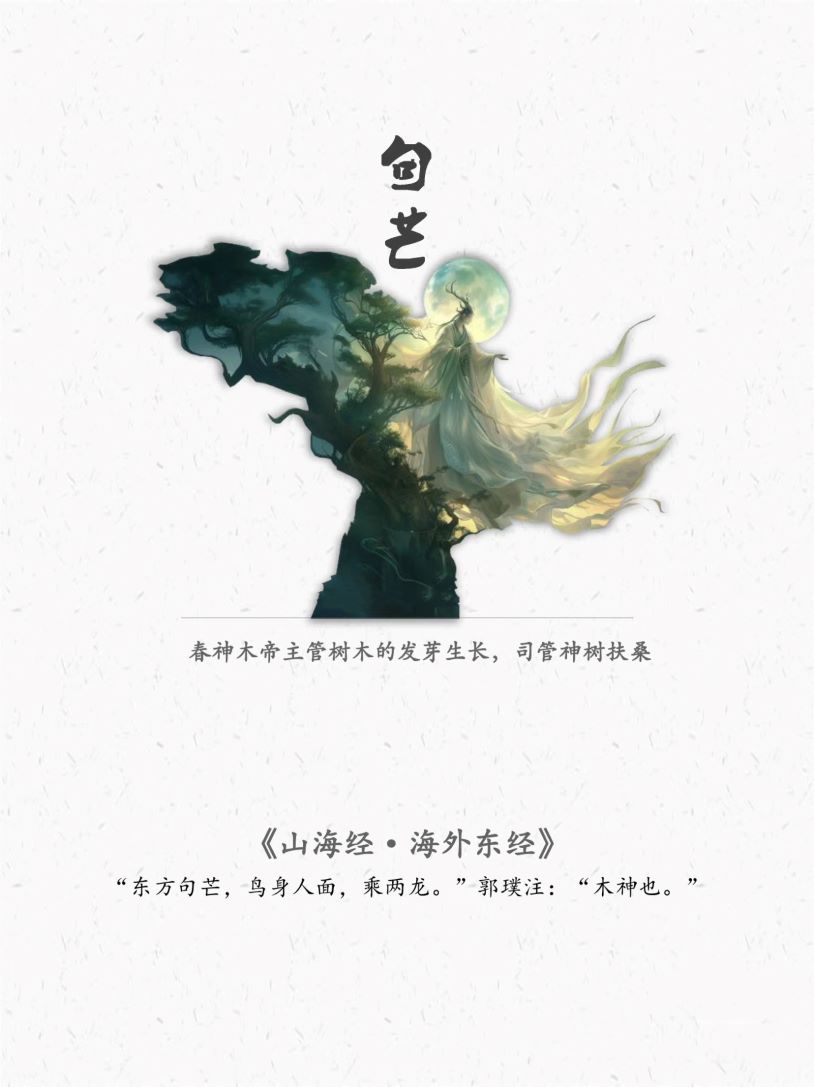 句芒
春神木帝主管树木的发芽生长，司管神树扶桑
《山海经·海外东经》
“东方句芒，鸟身人面，乘两龙。”郭璞注：“木神也。”